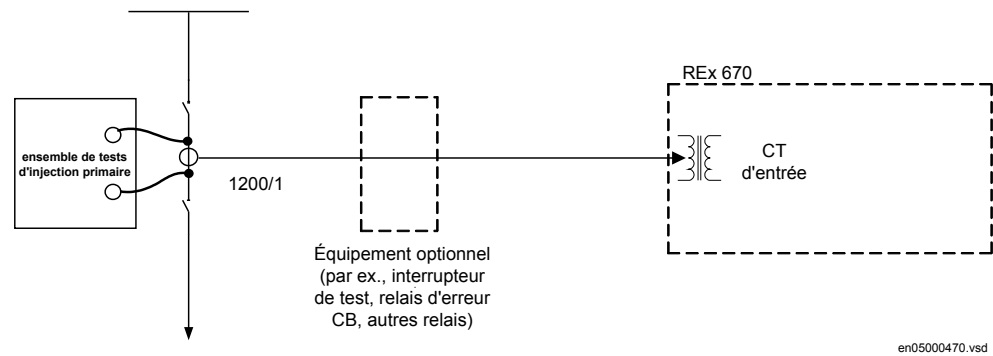 REx 670
ensemble de tests
d'injection primaire
CT
d'entrée
1200/1
Équipement optionnel
(par ex., interrupteur
de test, relais d'erreur
CB, autres relais)
en05000470.vsd